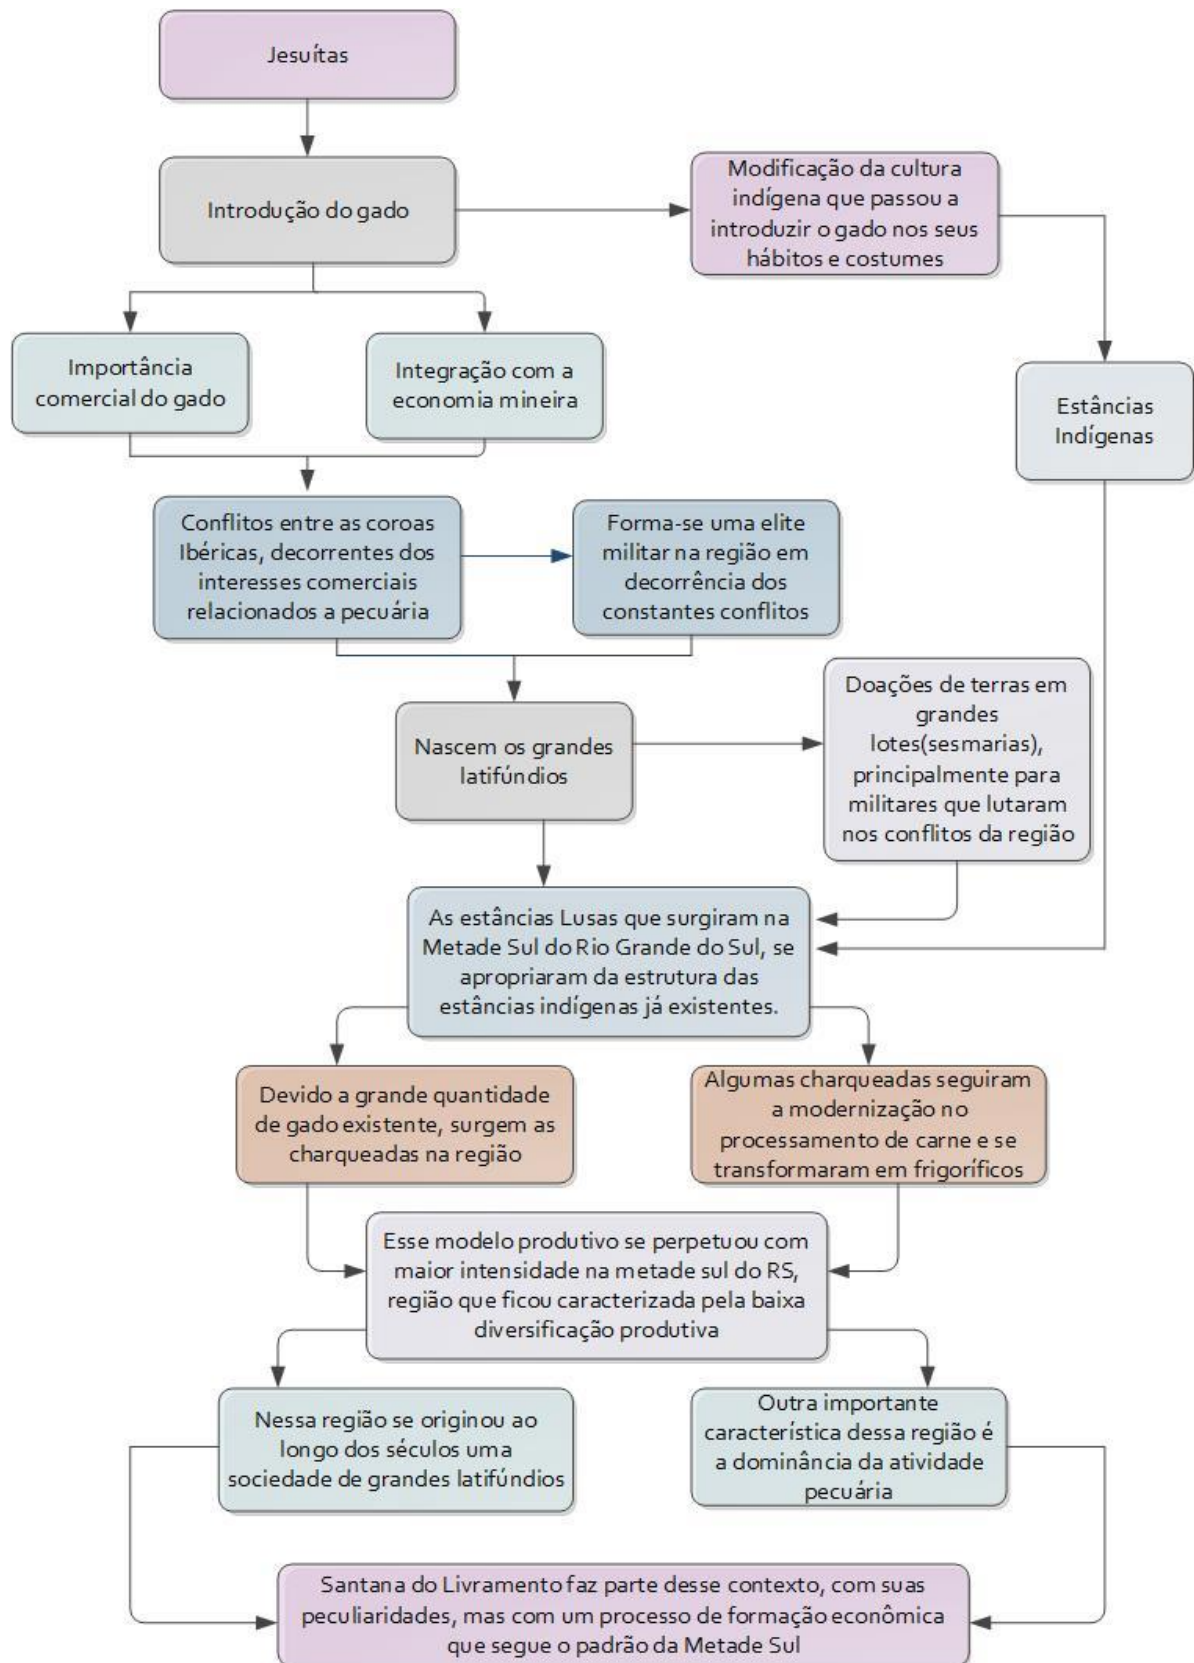 Jesuítas
Introdução do gado
Modificação da cultura
indígena que passou a
introduzir o gado nos seus
hábitos e costumes
Importância
comercial do gado
Integração com a
economia mineira
Estâncias
Indígenas
Conflitos entre as coroas
Ibéricas, decorrentes dos
interesses comerciais
relacionados a pecuária
Forma-se uma elite
militar na região em
decorrência dos
constantes conflitos
Nascem os grandes
latifúndios
Doações de terras em
grandes
lotes(sesmarias),
principalmente para
militares que lutaram
nos conflitos da região
As estâncias Lusas que surgiram na
Metade Sul do Rio Grande do Sul, se
apropriaram da estrutura das
estâncias indígenas já existentes.
Devido a grande quantidade
de gado existente, surgem as
charqueadas na região
Algumas charqueadas seguiram
a modernização no
processamento de carne e se
transformaram em frigoríficos
Esse modelo produtivo se perpetuou com
maior intensidade na metade sul do RS,
região que ficou caracterizada pela baixa
diversificação produtiva
Nessa região se originou ao
longo dos séculos uma
sociedade de grandes latifúndios
Outra importante
característica dessa região é
a dominância da atividade
pecuária
Santana do Livramento faz parte desse contexto, com suas
peculiaridades, mas com um processo de formação econômica
que segue o padrão da Metade Sul